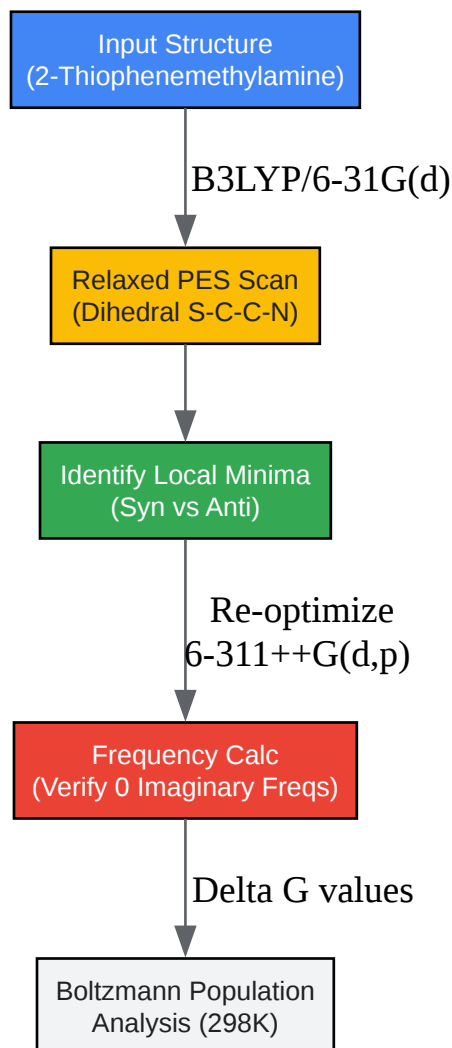 Input Structure
(2-Thiophenemethylamine)
B3LYP/6-31G(d)
Relaxed PES Scan
(Dihedral S-C-C-N)
Identify Local Minima
(Syn vs Anti)
Re-optimize
6-311++G(d,p)
Frequency Calc
(Verify 0 Imaginary Freqs)
Delta G values
Boltzmann Population
Analysis (298K)